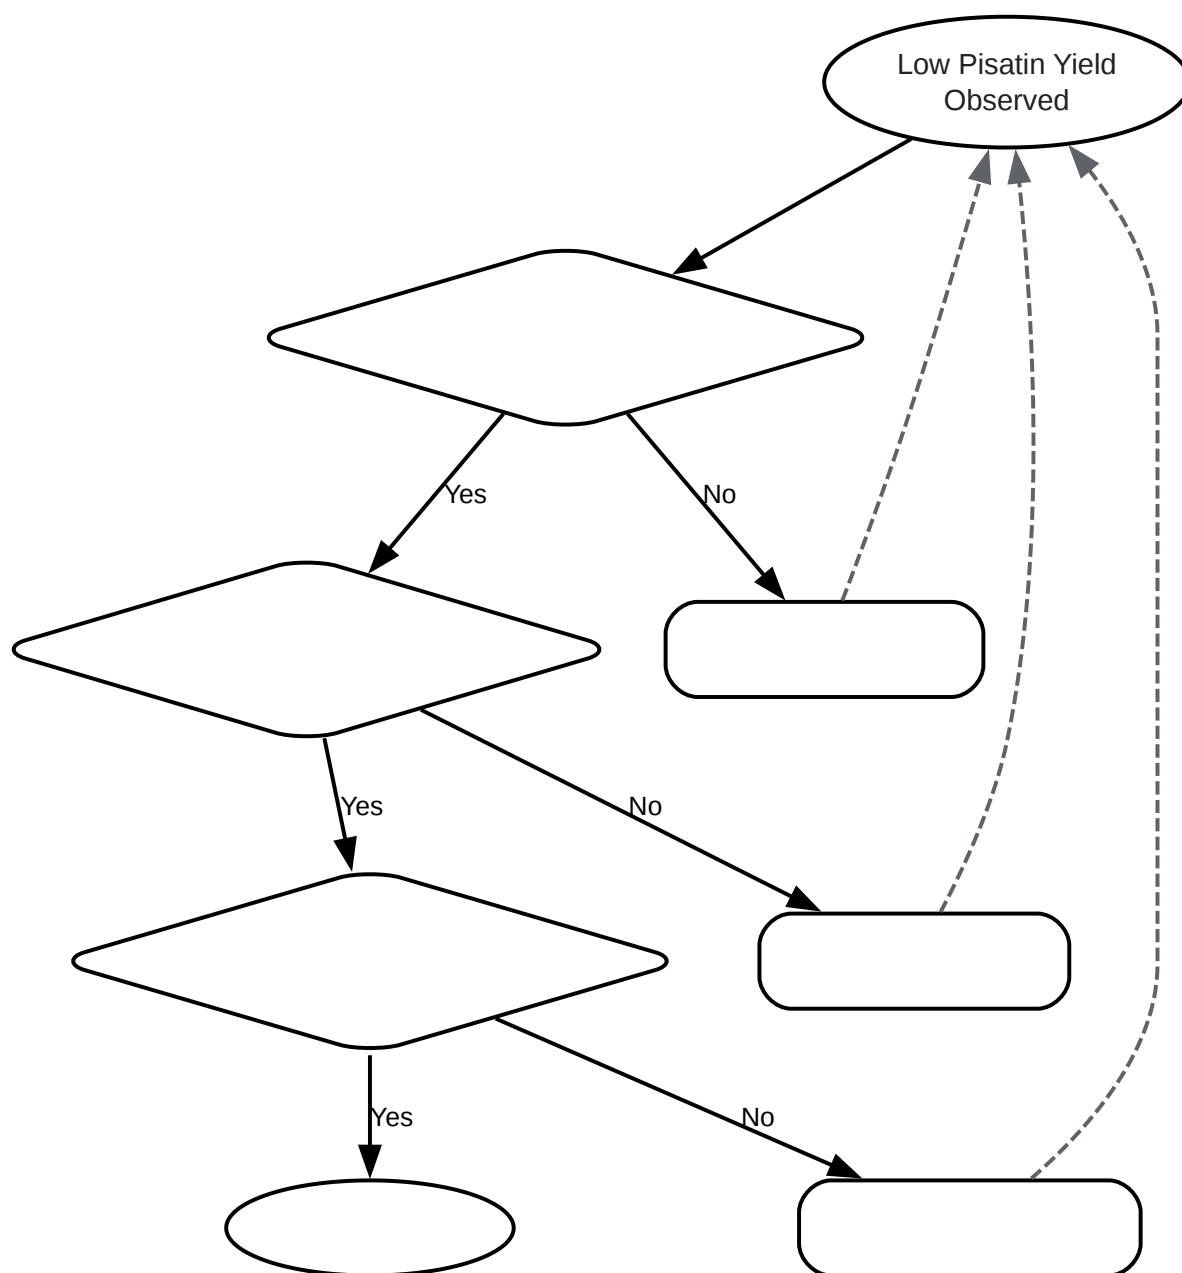 Low Pisatin Yield
Observed
Yes
No
Yes
No
Yes
No